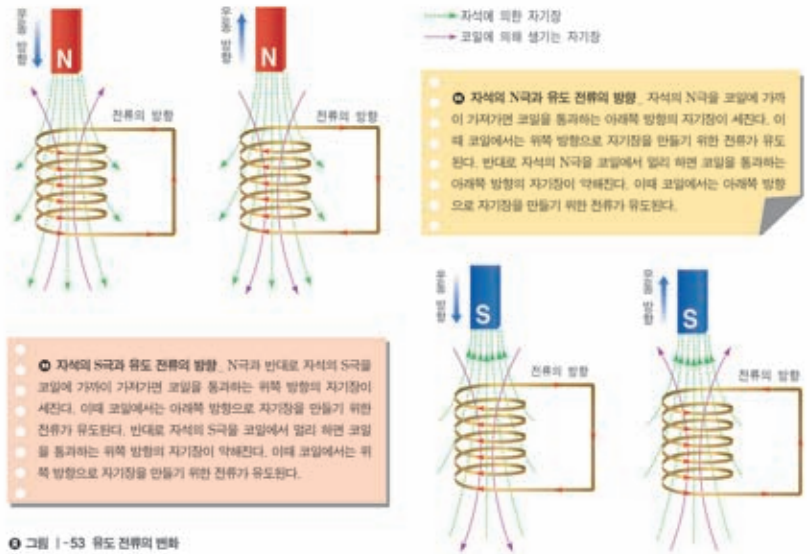 운동 방향
N
전류의 방향
운동 방향
N
전류의 방향
자석에 의한 자기장
코일에 의해 생기는 자기장
자석의 N극과 유도 전류의 방향_ 자석의 N극을 코일에 가까
이 가져가면 코일을 통과하는 아래쪽 방향의 자기장이 세진다. 이
때 코일에서는 위쪽 방향으로 자기장을 만들기 위한 전류가 유도
된다. 반대로 자석의 N극을 코일에서 멀리 하면 코일을 통과하는
아래쪽 방향의 자기장이 약해진다. 이때 코일에서는 아래쪽 방향
으로 자기장을 만들기 위한 전류가 유도된다.
자석의 S극과 유도 전류의 방향_ N극과 반대로 자석의 S극을
코일에 가까이 가져가면 코일을 통과하는 위쪽 방향의 자기장이
세진다. 이때 코일에서는 아래쪽 방향으로 자기장을 만들기 위한
전류가 유도된다. 반대로 자석의 S극을 코일에서 멀리 하면 코일
을 통과하는 위쪽 방향의 자기장이 약해진다. 이때 코일에서는 위
쪽 방향으로 자기장을 만들기 위한 전류가 유도된다.
운동 방향
S
전류의 방향
운동 방향
S
전류의 방향
그림 Ⅰ-53 유도 전류의 변화